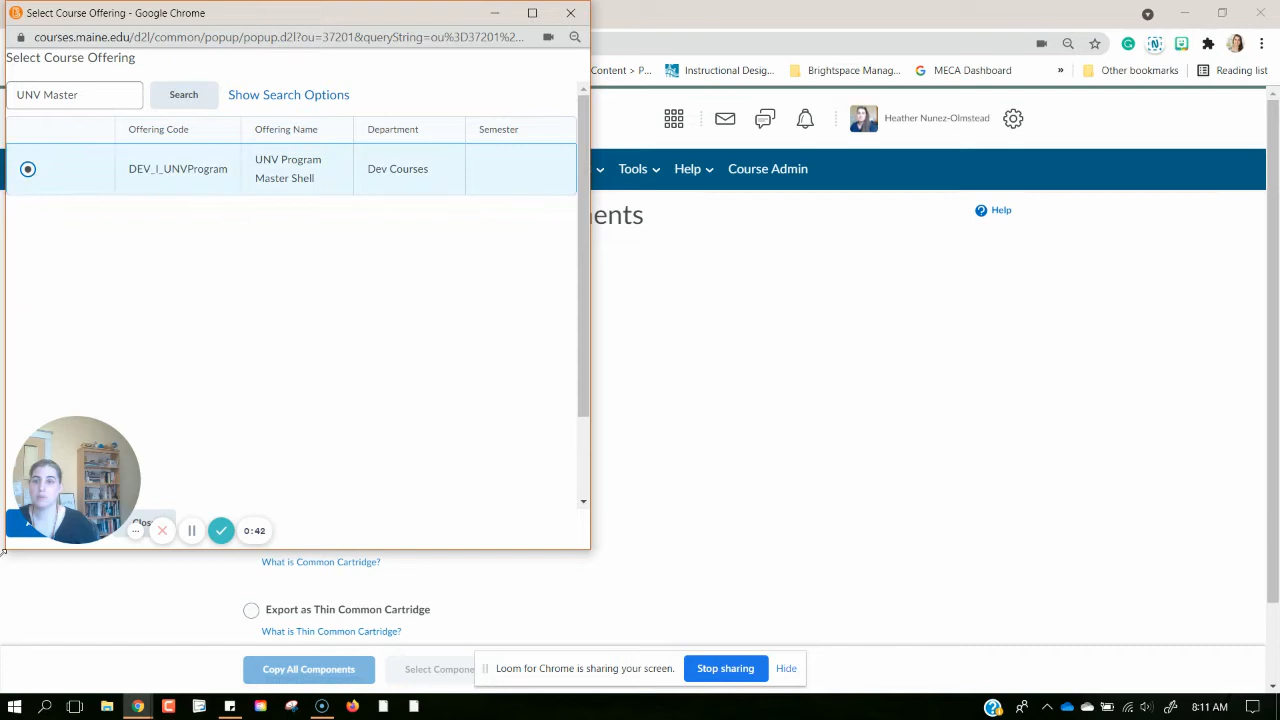 Select Course Offering - Google Chrome
courses.maine.edu/d2l/common/popup/popup.d2l?ou=37201&queryString=ou%3D37201%2...
Content > P...
Instructional Desig...
Brightspace Manag...
MECA Dashboard
»
Other bookmarks
Reading list
Select Course Offering
UNV Master
Search
Show Search Options
Heather Nunez-Olmstead
Offering Code
Offering Name
Department
Semester
DEV_I_UNVProgram
UNV Program
Master Shell
Dev Courses
Tools
Help
Course Admin
ents
Help
Clos
0:42
What is Common Cartridge?
Export as Thin Common Cartridge
What is Thin Common Cartridge?
Copy All Components
Select Compone
Loom for Chrome is sharing your screen.
Stop sharing
Hide
8:11 AM